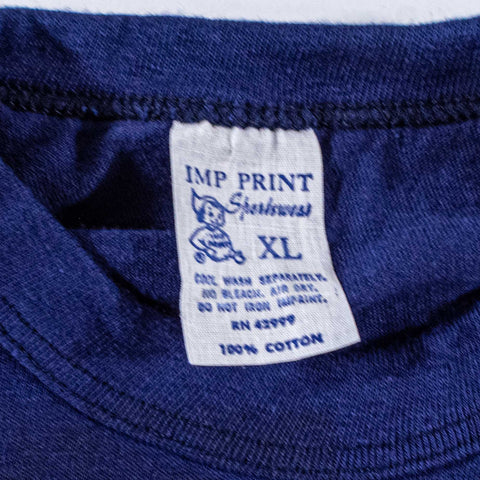 IMP PRINT
Sportswear
XL
COOL WASH SEPARATELY.
NO BLEACH. AIR DRY.
DO NOT IRON IMPRINT.
RN 42999
100% COTTON